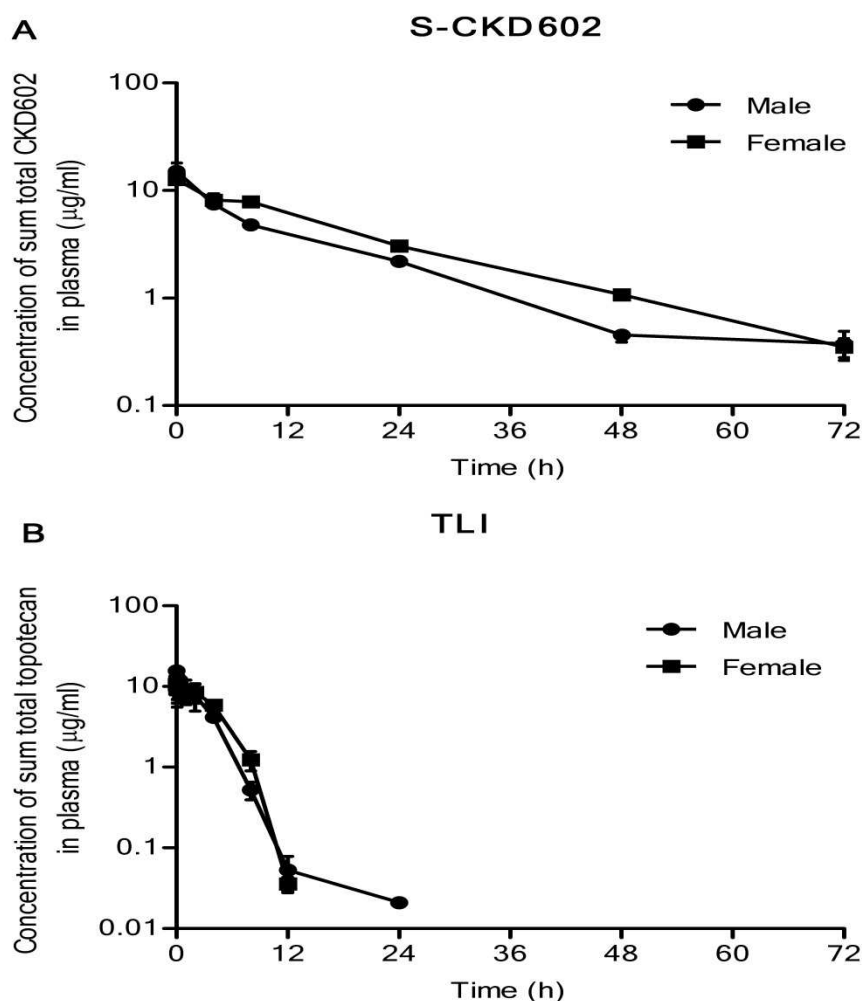 A
S-CKD602
Concentration of sum total CKD602
in plasma (µg/ml)
100
10
1
0.1
Male
Female
0
12
24
36
48
60
72
Time (h)
B
TLI
Concentration of sum total topotecan
in plasma (µg/ml)
100
10
1
0.1
0.01
Male
Female
0
12
24
36
48
60
72
Time (h)